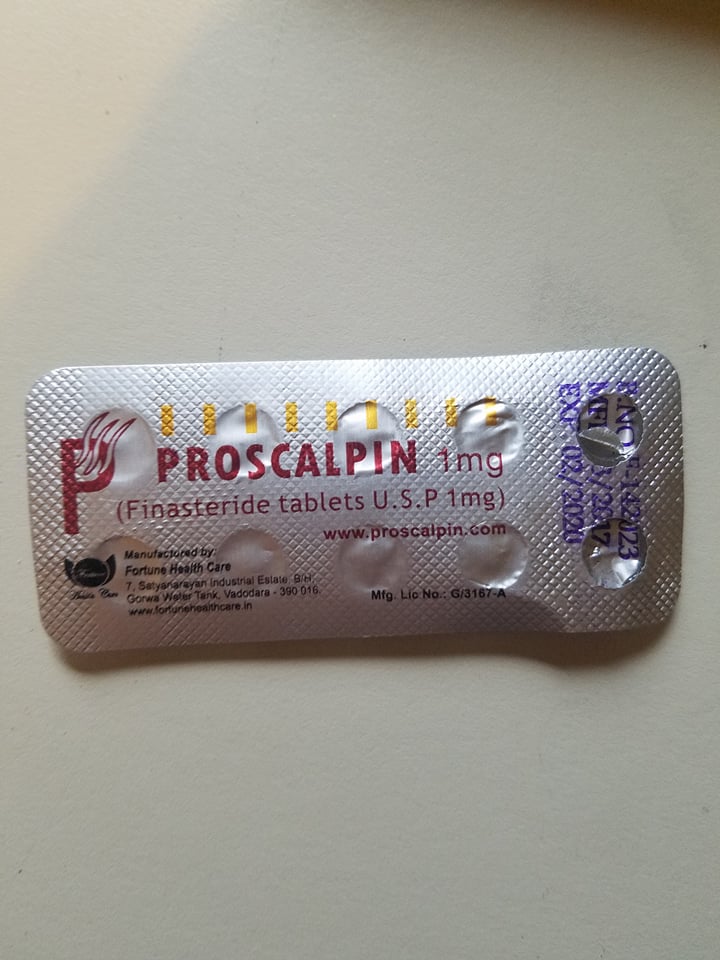 PROSCALPIN 1mg
(Finasteride tablets U.S.P 1mg)
www.proscalpin.com
Manufactured by:
Fortune Health Care
7, Satyanarayan Industrial Estate, B/H,
Gorwa Water Tank, Vadodara - 390 016.
www.fortunehealthcare.in
Mfg. Lic No.: G/3167-A
EXP 02/2020